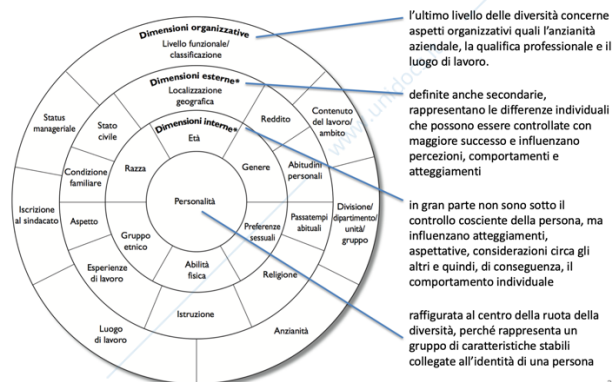 Dimensioni organizzative
Livello funzionale/
classificazione
Dimensioni esterne*
Localizzazione
geografica
Dimensioni interne*
Età
Status
manageriale
Stato
civile
Reddito
Contenuto
del lavoro/
ambito
Condizione
familiare
Razza
Genere
Abitudini
personali
Iscrizione
al sindacato
Aspetto
Personalità
Passatempi
abituali
Divisione/
dipartimento/
unità/
gruppo
Gruppo
etnico
Preferenze
sessuali
Abilità
fisica
Esperienze
di lavoro
Religione
Istruzione
Luogo
di lavoro
Anzianità
l'ultimo livello delle diversità concerne
aspetti organizzativi quali l'anzianità
aziendale, la qualifica professionale e il
luogo di lavoro.
definite anche secondarie,
rappresentano le differenze individuali
che possono essere controllate con
maggiore successo e influenzano
percezioni, comportamenti e
atteggiamenti
in gran parte non sono sotto il
controllo cosciente della persona, ma
influenzano atteggiamenti,
aspettative, considerazioni circa gli
altri e quindi, di conseguenza, il
comportamento individuale
raffigurata al centro della ruota della
diversità, perché rappresenta un
gruppo di caratteristiche stabili
collegate all'identità di una persona